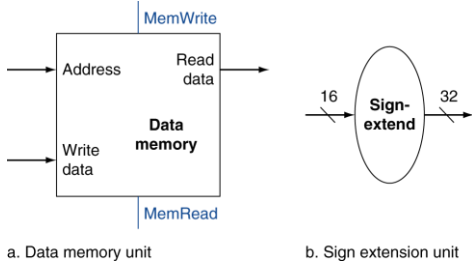 MemWrite
Address
Read
data
Data
memory
Write
data
MemRead
a. Data memory unit
16
Sign-
extend
32
b. Sign extension unit